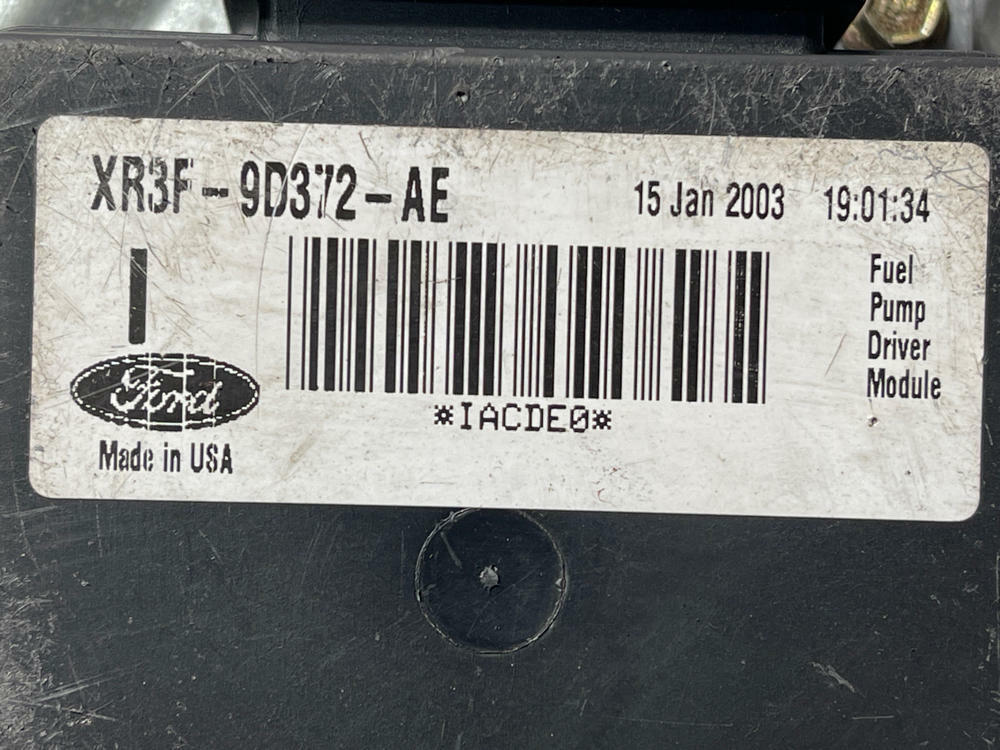 XR3F-9D372-AE 15 Jan 2003 19:01:34
I
Fuel
Pump
Driver
Module
Ford
*IACDE0*
Made in USA